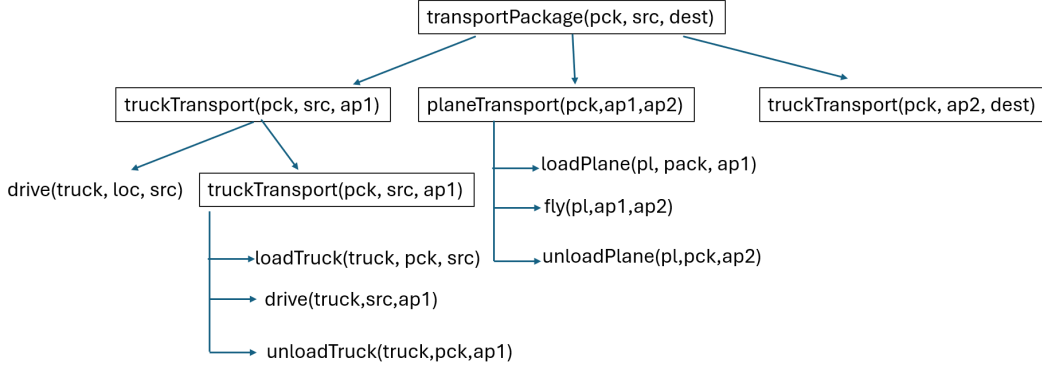 transportPackage(pck, src, dest)
truckTransport(pck, src, ap1)
planeTransport(pck,ap1,ap2)
truckTransport(pck, ap2, dest)
drive(truck, loc, src)
truckTransport(pck, src, ap1)
loadPlane(pl, pack, ap1)
fly(pl,ap1,ap2)
unloadPlane(pl,pck,ap2)
loadTruck(truck, pck, src)
drive(truck,src,ap1)
unloadTruck(truck,pck,ap1)